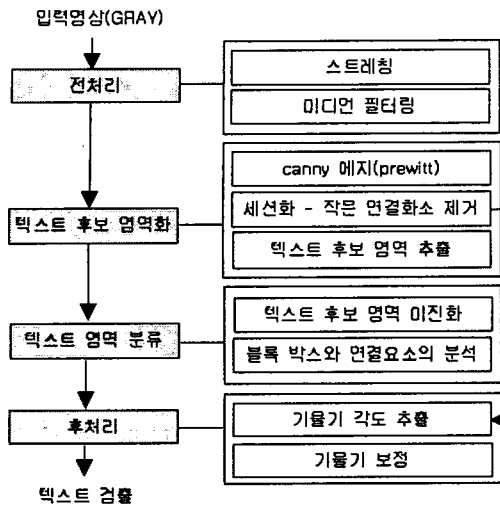 입력영상(GRAY)
전처리
스트레칭
미디언 필터링
텍스트 후보 영역화
canny 에지(prewitt)
세선화 - 작은 연결화소 제거
텍스트 후보 영역 추출
텍스트 영역 분류
텍스트 후보 영역 이진화
블록 박스와 연결요소의 분석
후처리
기울기 각도 추출
기울기 보정
텍스트 검출